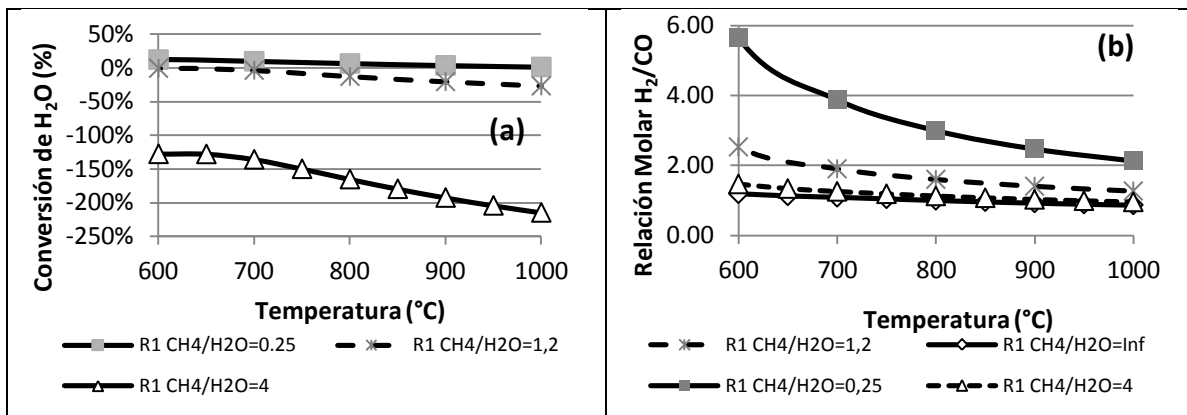 Conversión de H2O (%)
50%
0%
-50%
-100%
-150%
-200%
-250%
(a)
600 700 800 900 1000
Temperatura (°C)
R1 CH4/H2O=0.25 R1 CH4/H2O=1,2
R1 CH4/H2O=4
Relación Molar H2/CO
6.00
4.00
2.00
0.00
(b)
600 700 800 900 1000
Temperatura (°C)
R1 CH4/H2O=1,2 R1 CH4/H2O=Inf
R1 CH4/H2O=0,25 R1 CH4/H2O=4